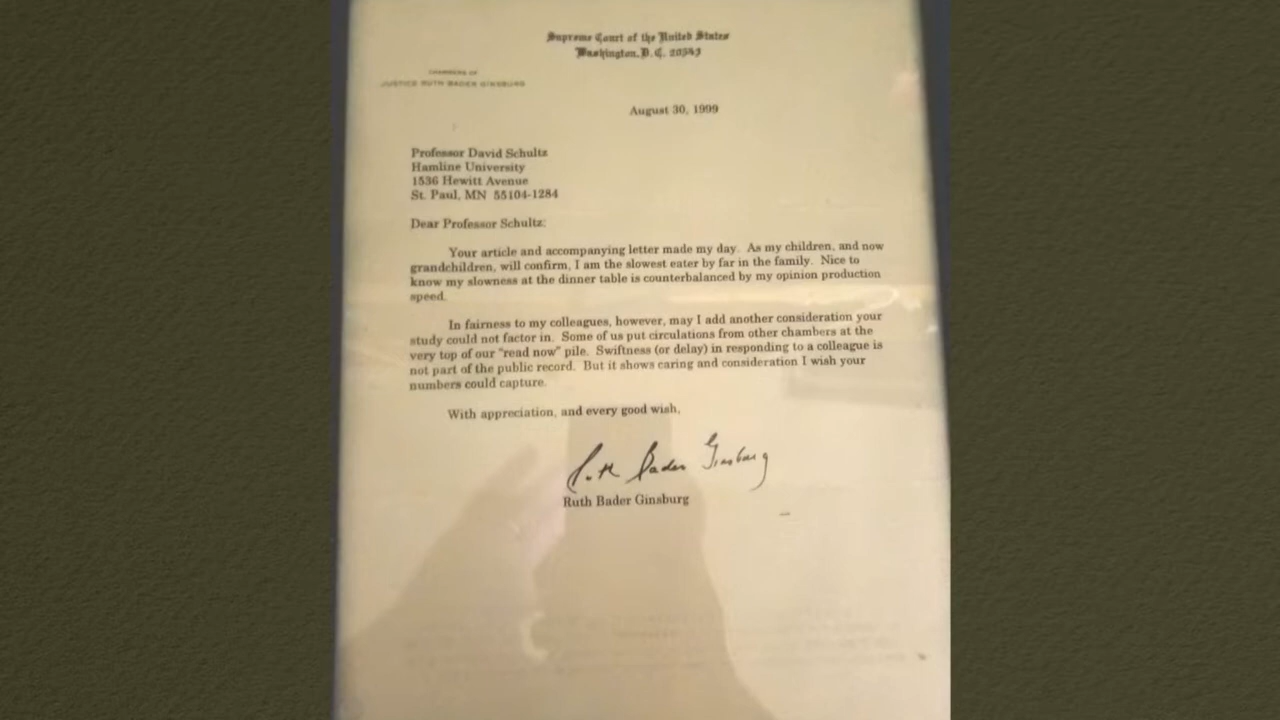 Supreme Court of the United States
Washington, D. C. 20543
CHAMBERS OF
JUSTICE RUTH BADER GINSBURG
August 30, 1999
Professor David Schultz
Hamline University
1536 Hewitt Avenue
St. Paul, MN 55104-1284
Dear Professor Schultz:
Your article and accompanying letter made my day. As my children, and now
grandchildren, will confirm, I am the slowest eater by far in the family. Nice to
know my slowness at the dinner table is counterbalanced by my opinion production
speed.
In fairness to my colleagues, however, may I add another consideration your
study could not factor in. Some of us put circulations from other chambers at the
very top of our "read now" pile. Swiftness (or delay) in responding to a colleague is
not part of the public record. But it shows caring and consideration I wish your
numbers could capture.
With appreciation, and every good wish,
Ruth Bader Ginsburg
Ruth Bader Ginsburg